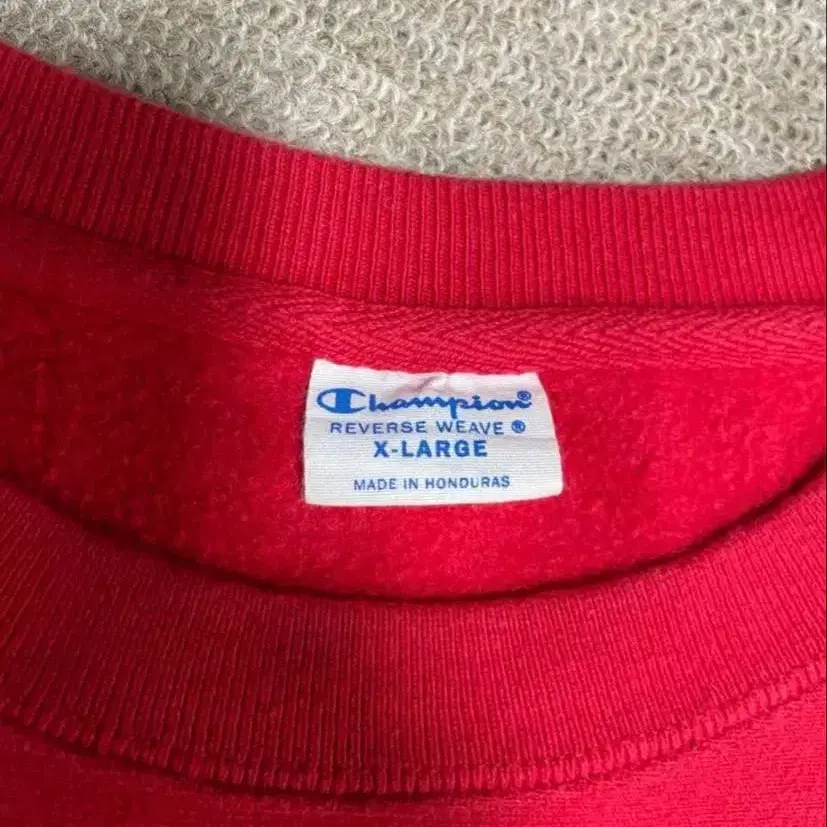 Champion®
REVERSE WEAVE ®
X-LARGE
MADE IN HONDURAS